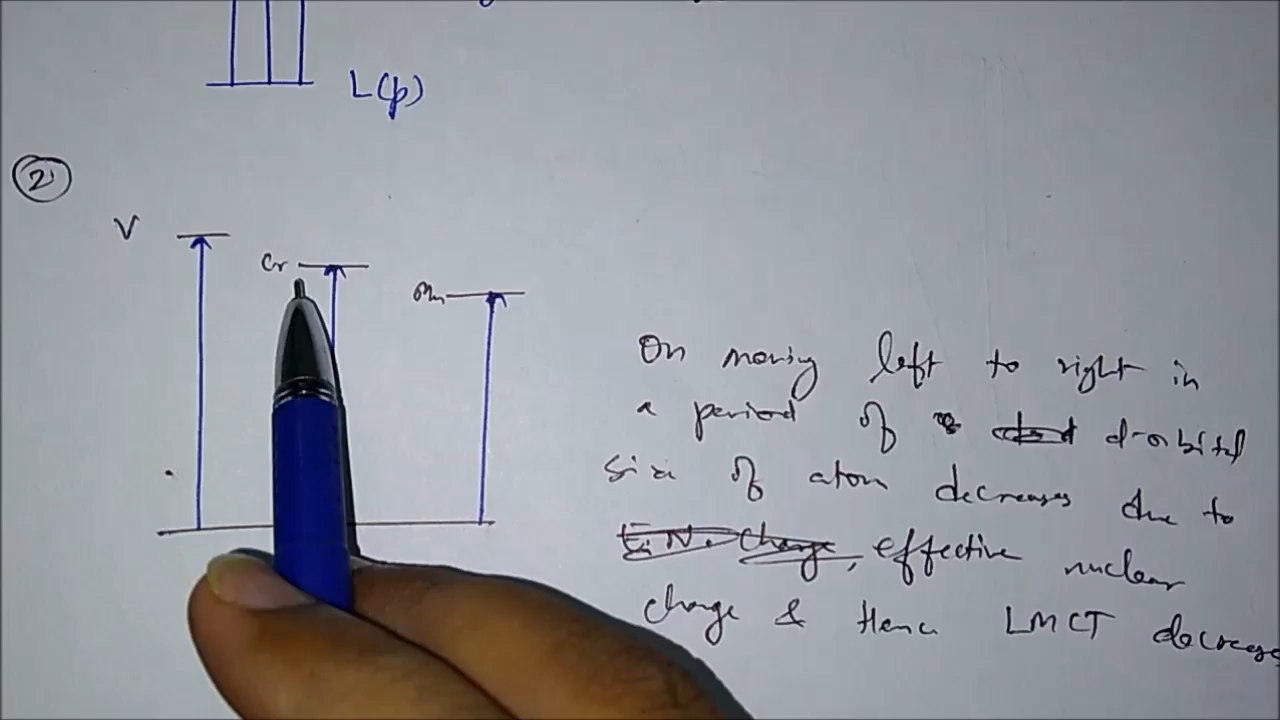 L(p)
2
V
Cr
Mn
On moving left to right in
a period of d-orbital
size of atom decreases due to
E.N. charge, effective nuclear
charge & Hence LMCT decrease